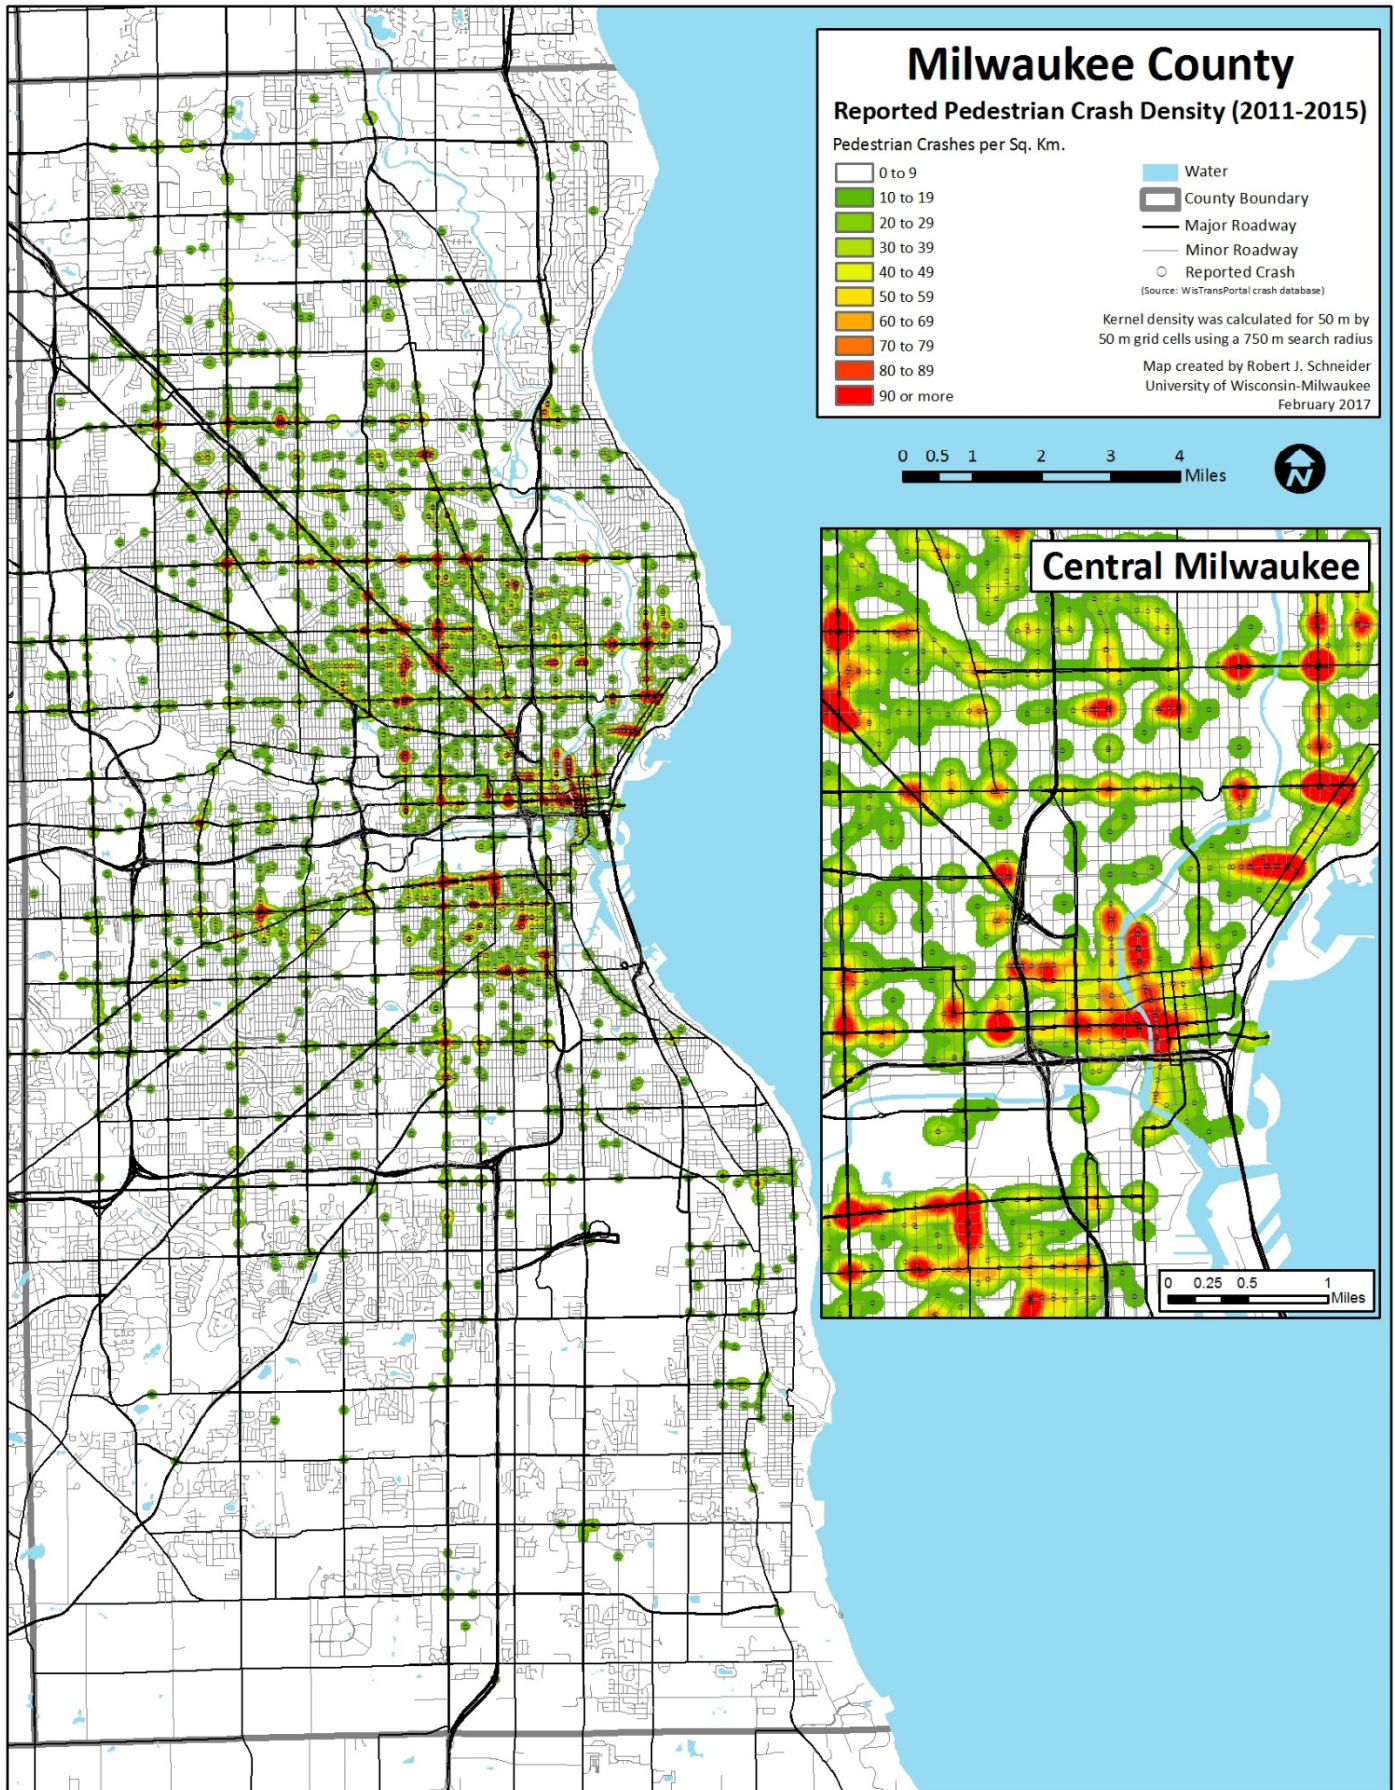 Milwaukee County
Reported Pedestrian Crash Density (2011-2015)
Pedestrian Crashes per Sq. Km.
0 to 9
10 to 19
20 to 29
30 to 39
40 to 49
50 to 59
60 to 69
70 to 79
80 to 89
90 or more
Water
County Boundary
Major Roadway
Minor Roadway
Reported Crash
(Source: WisTransPortal crash database)
Kernel density was calculated for 50 m by
50 m grid cells using a 750 m search radius
Map created by Robert J. Schneider
University of Wisconsin-Milwaukee
February 2017
0 0.5 1 2 3 4
Miles
N
Central Milwaukee
0 0.25 0.5 1
Miles